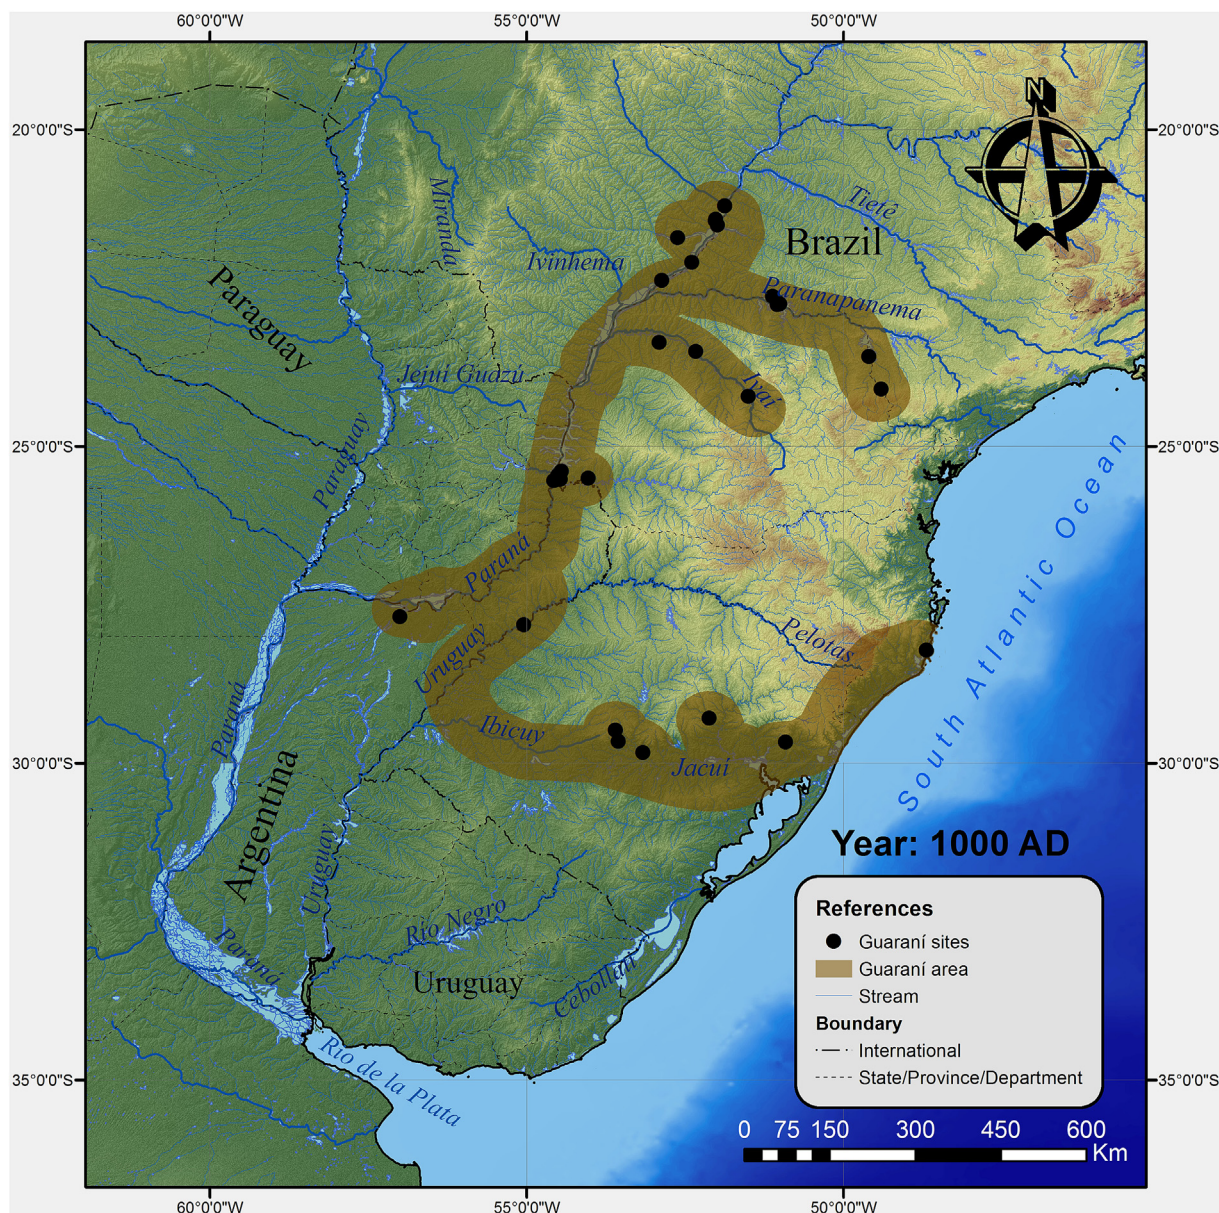 60°0'0"W 55°0'0"W 50°0'0"W
N
20°0'0"S 20°0'0"S
Miranda
Tietê
Brazil
Ivinhema
Paraguay
Paranapanema
Jejuí Guazú
Ivaí
Paraguay
25°0'0"S 25°0'0"S
South Atlantic Ocean
Paraná
Uruguay
Pelotas
Paraná
Ibicuy
Jacuí
30°0'0"S 30°0'0"S
Argentina
Uruguay
Year: 1000 AD
Río Negro
Paraná
Uruguay
Cebollatí
References
Guaraní sites
Guaraní area
Stream
Boundary
International
State/Province/Department
Río de la Plata
35°0'0"S 35°0'0"S
0 75 150 300 450 600
Km
60°0'0"W 55°0'0"W 50°0'0"W